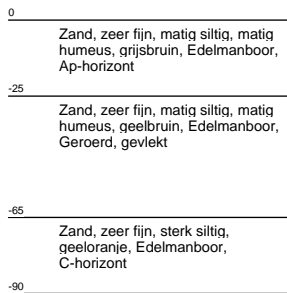 0
Zand, zeer fijn, matig siltig, matig
humeus, grijsbruin, Edelmanboor,
Ap-horizont
-25
Zand, zeer fijn, matig siltig, matig
humeus, geelbruin, Edelmanboor,
Geroerd, gevlekt
-65
Zand, zeer fijn, sterk siltig,
geeloranje, Edelmanboor,
C-horizont
-90